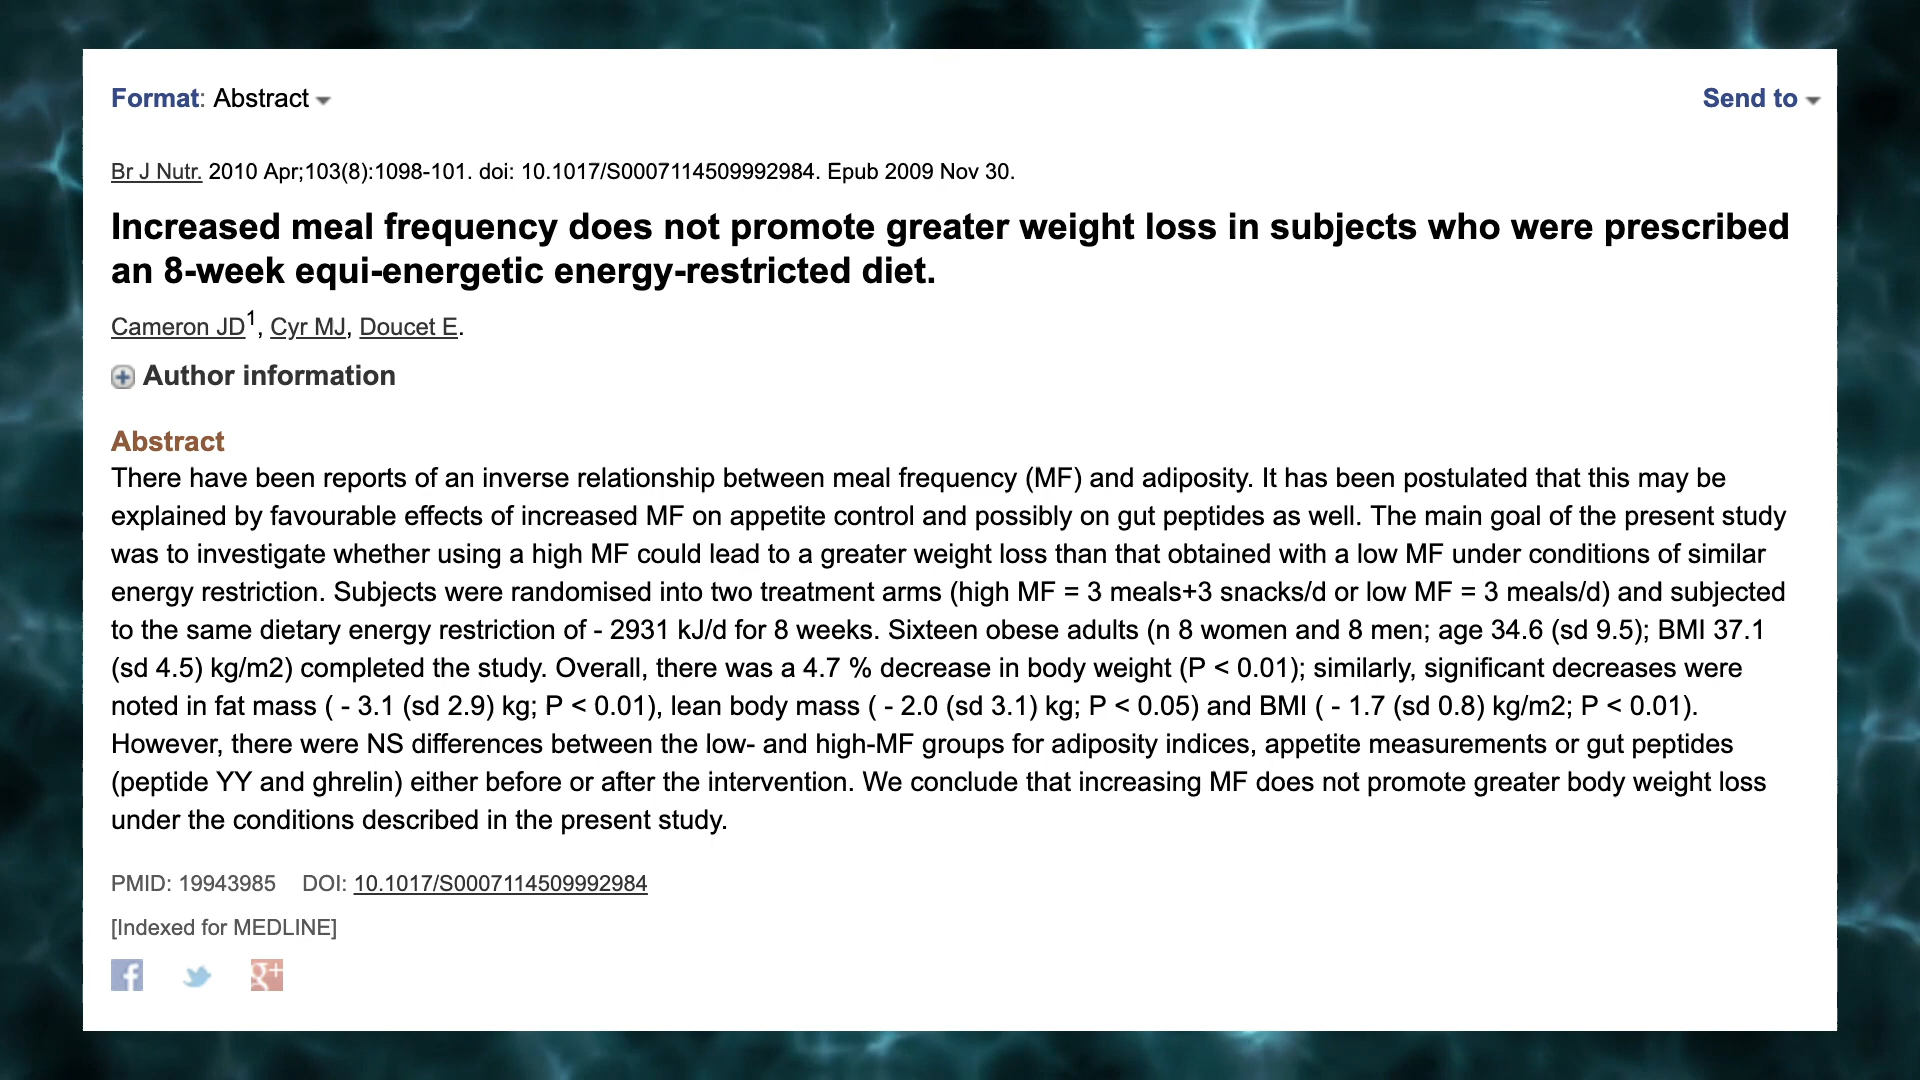 Format: Abstract
Send to
Br J Nutr. 2010 Apr;103(8):1098-101. doi: 10.1017/S0007114509992984. Epub 2009 Nov 30.
Increased meal frequency does not promote greater weight loss in subjects who were prescribed
an 8-week equi-energetic energy-restricted diet.
Cameron JD1, Cyr MJ, Doucet E.
Author information
Abstract
There have been reports of an inverse relationship between meal frequency (MF) and adiposity. It has been postulated that this may be
explained by favourable effects of increased MF on appetite control and possibly on gut peptides as well. The main goal of the present study
was to investigate whether using a high MF could lead to a greater weight loss than that obtained with a low MF under conditions of similar
energy restriction. Subjects were randomised into two treatment arms (high MF = 3 meals+3 snacks/d or low MF = 3 meals/d) and subjected
to the same dietary energy restriction of - 2931 kJ/d for 8 weeks. Sixteen obese adults (n 8 women and 8 men; age 34.6 (sd 9.5); BMI 37.1
(sd 4.5) kg/m2) completed the study. Overall, there was a 4.7 % decrease in body weight (P < 0.01); similarly, significant decreases were
noted in fat mass ( - 3.1 (sd 2.9) kg; P < 0.01), lean body mass ( - 2.0 (sd 3.1) kg; P < 0.05) and BMI ( - 1.7 (sd 0.8) kg/m2; P < 0.01).
However, there were NS differences between the low- and high-MF groups for adiposity indices, appetite measurements or gut peptides
(peptide YY and ghrelin) either before or after the intervention. We conclude that increasing MF does not promote greater body weight loss
under the conditions described in the present study.
PMID: 19943985 DOI: 10.1017/S0007114509992984
[Indexed for MEDLINE]
f g+